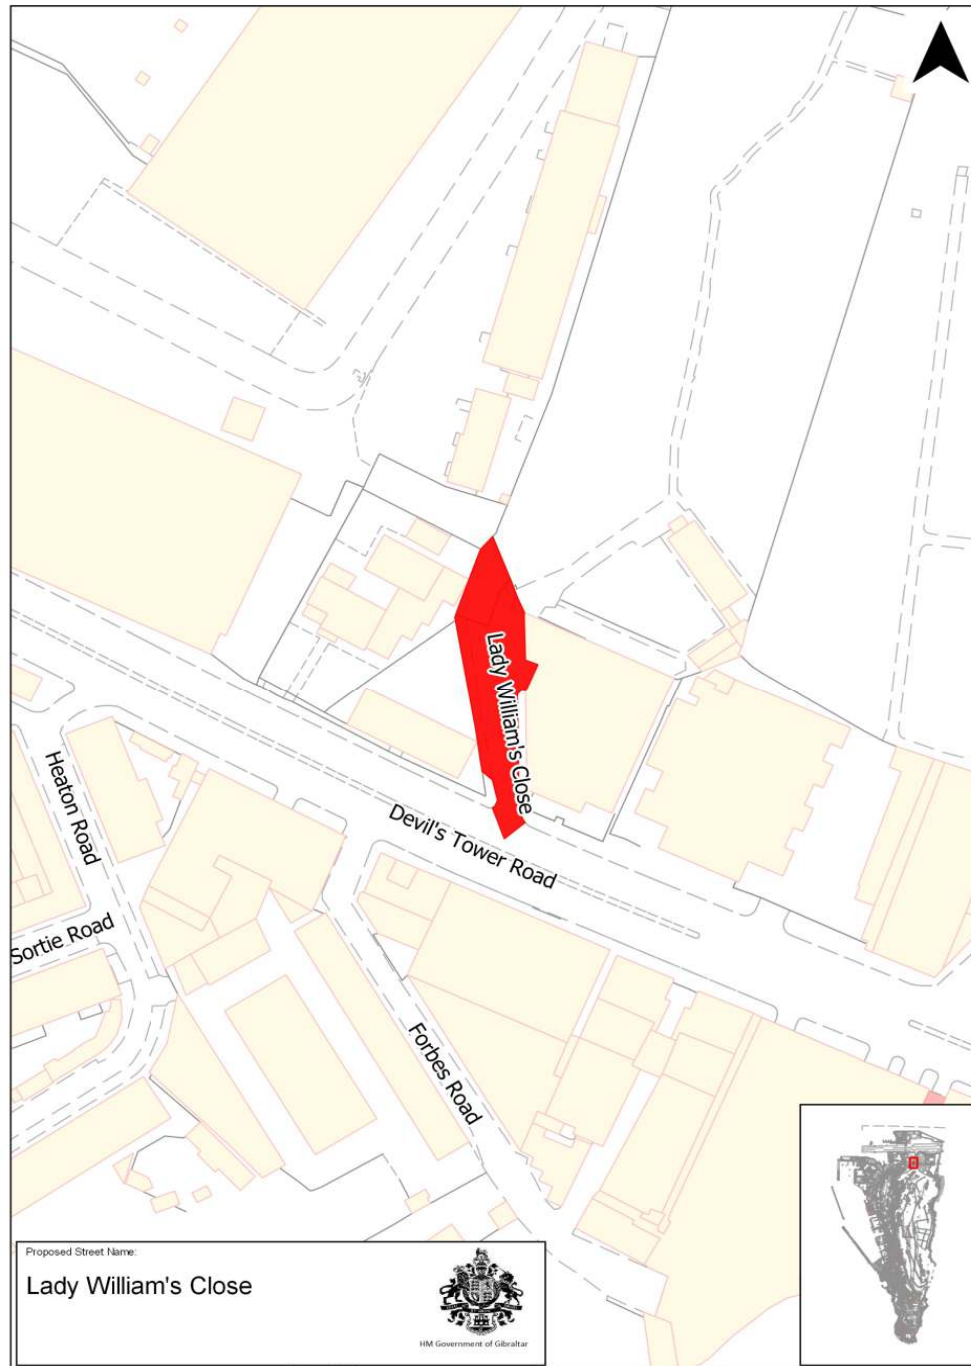 Lady William's Close
Heaton Road
Devil's Tower Road
Sortie Road
Forbes Road
Proposed Street Name:
Lady William's Close
HM Government of Gibraltar